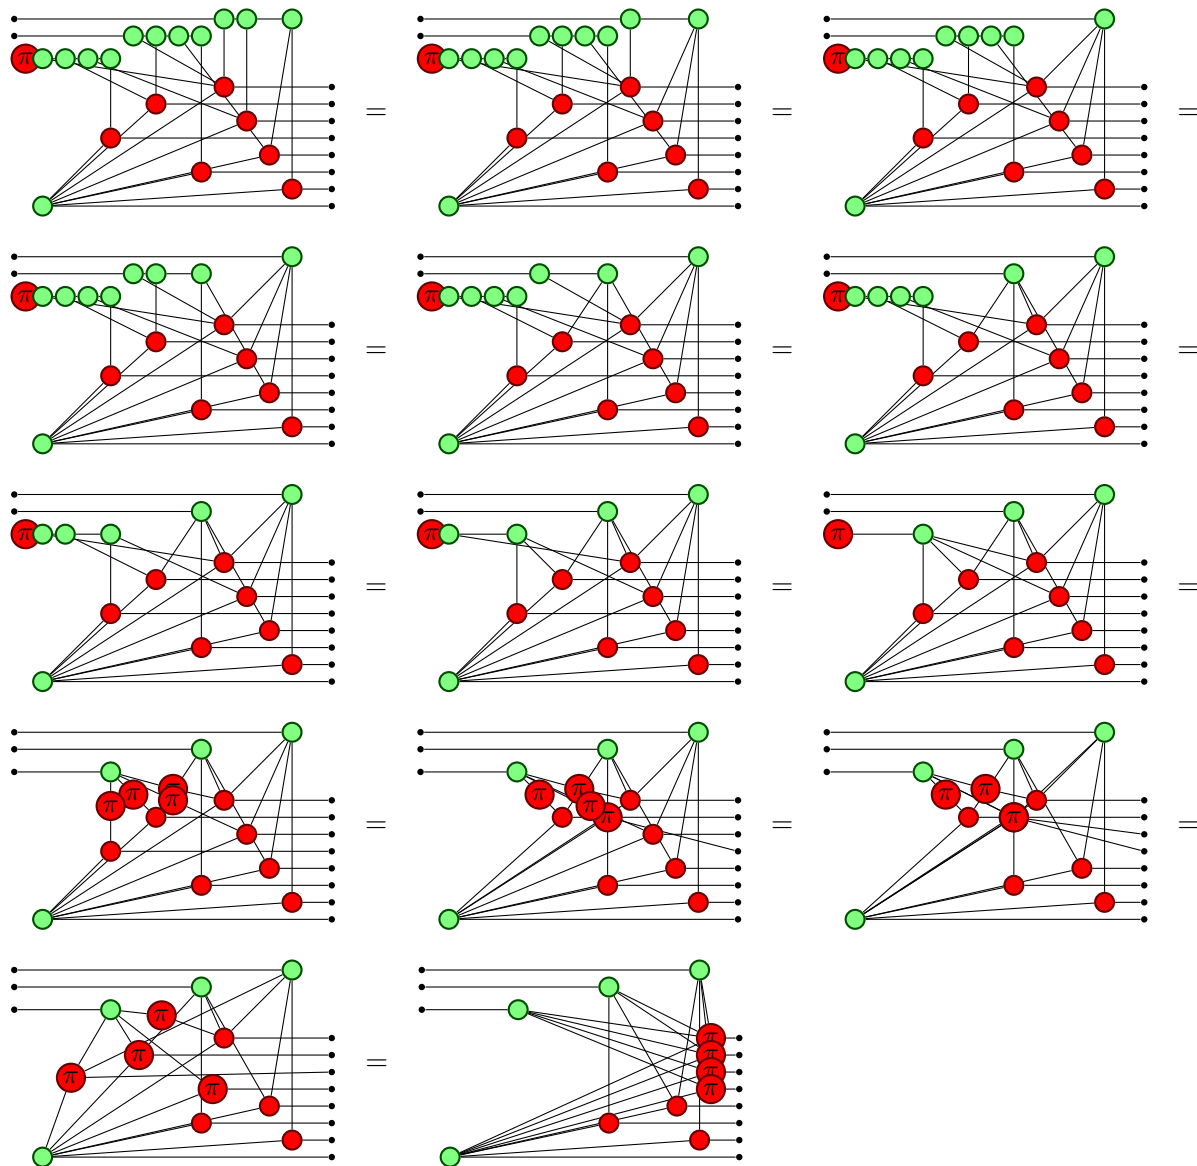 π = π = π =
π = π = π =
π = π = π =
π π π π = π π π π = π π π =
π π π π = π π π π